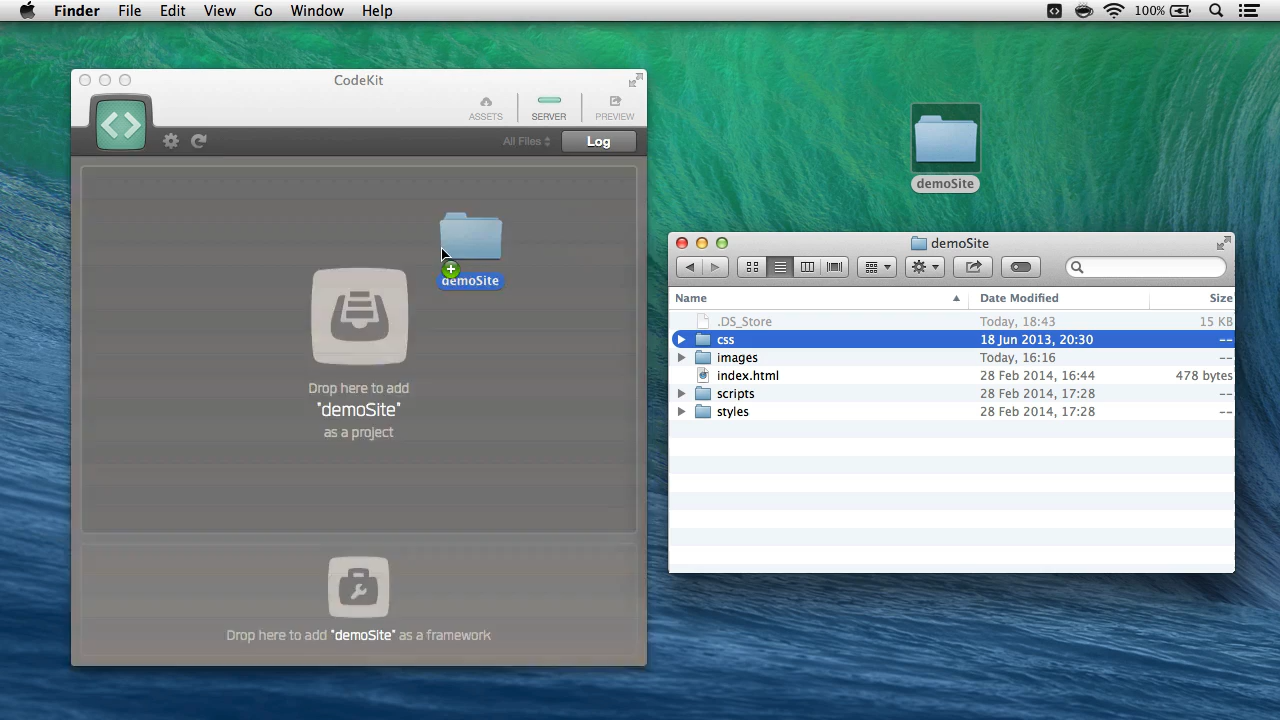 Finder File Edit View Go Window Help 100%
CodeKit
ASSETS SERVER PREVIEW
All Files Log
demoSite
Drop here to add
"demoSite"
as a project
Drop here to add "demoSite" as a framework
demoSite
demoSite
Name Date Modified Size
.DS_Store Today, 18:43 15 KB
css 18 Jun 2013, 20:30 --
images Today, 16:16 --
index.html 28 Feb 2014, 16:44 478 bytes
scripts 28 Feb 2014, 17:28 --
styles 28 Feb 2014, 17:28 --